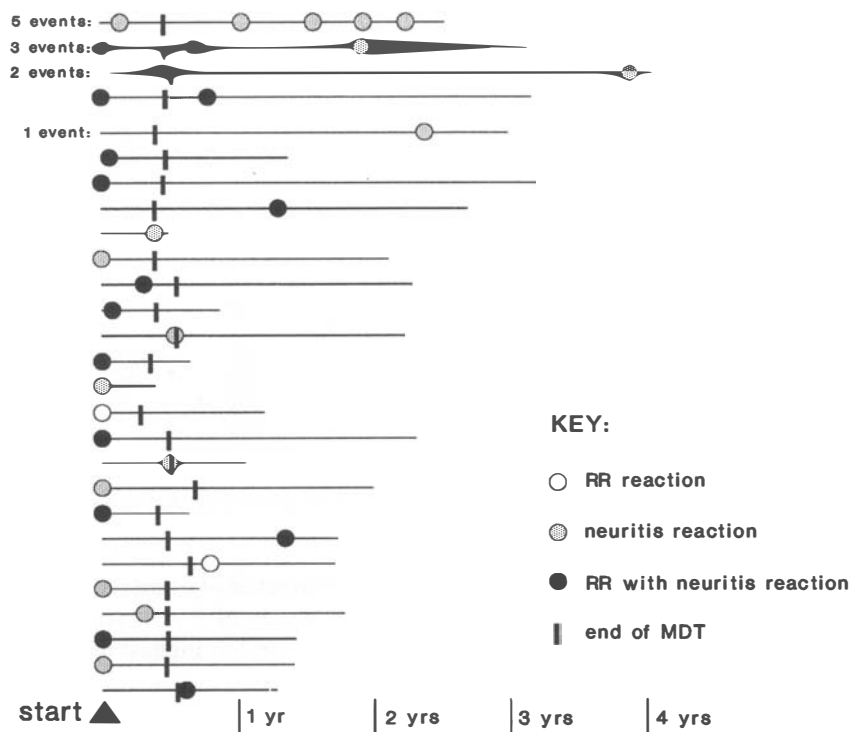 5 events:
3 events:
2 events:
1 event:
KEY:
RR reaction
neuritis reaction
RR with neuritis reaction
end of MDT
start 1 yr 2 yrs 3 yrs 4 yrs